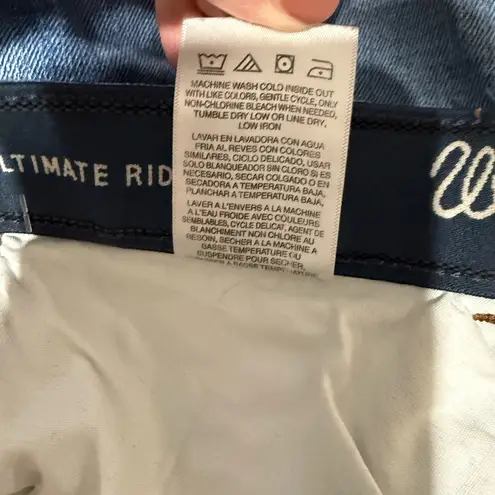 MACHINE WASH COLD INSIDE OUT
WITH LIKE COLORS, GENTLE CYCLE, ONLY
NON-CHLORINE BLEACH WHEN NEEDED,
TUMBLE DRY LOW OR LINE DRY,
LOW IRON
LAVAR EN LAVADORA CON AGUA
FRIA AL REVES CON COLORES
SIMILARES, CICLO DELICADO, USAR
SOLO BLANQUEADOR SIN CLORO SI ES
NECESARIO, SECAR COLGADO O EN
SECADORA A TEMPERATURA BAJA,
PLANCHAR A TEMPERATURA BAJA
LAVER A L'ENVERS A LA MACHINE
A L'EAU FROIDE AVEC COULEURS
SEMBLABLES, CYCLE DELICAT, AGENT DE
BLANCHIMENT NON CHLORE AU
BESOIN, SECHER A LA MACHINE A
BASSE TEMPERATURE OU
SUSPENDRE POUR SECHER,
A BASSE TEMPERATURE
LTIMATE RID
W